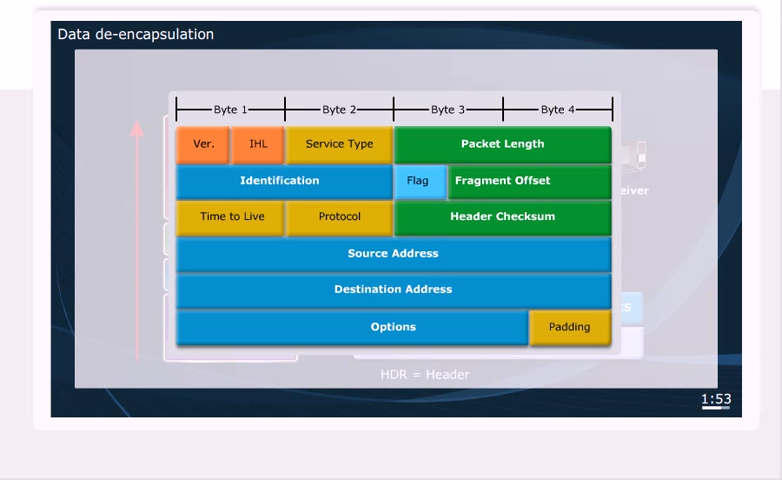 Data de-encapsulation
Byte 1 Byte 2 Byte 3 Byte 4
Ver. IHL Service Type Packet Length
Identification Flag Fragment Offset
Time to Live Protocol Header Checksum
Source Address
Destination Address
Options Padding
HDR = Header
1:53